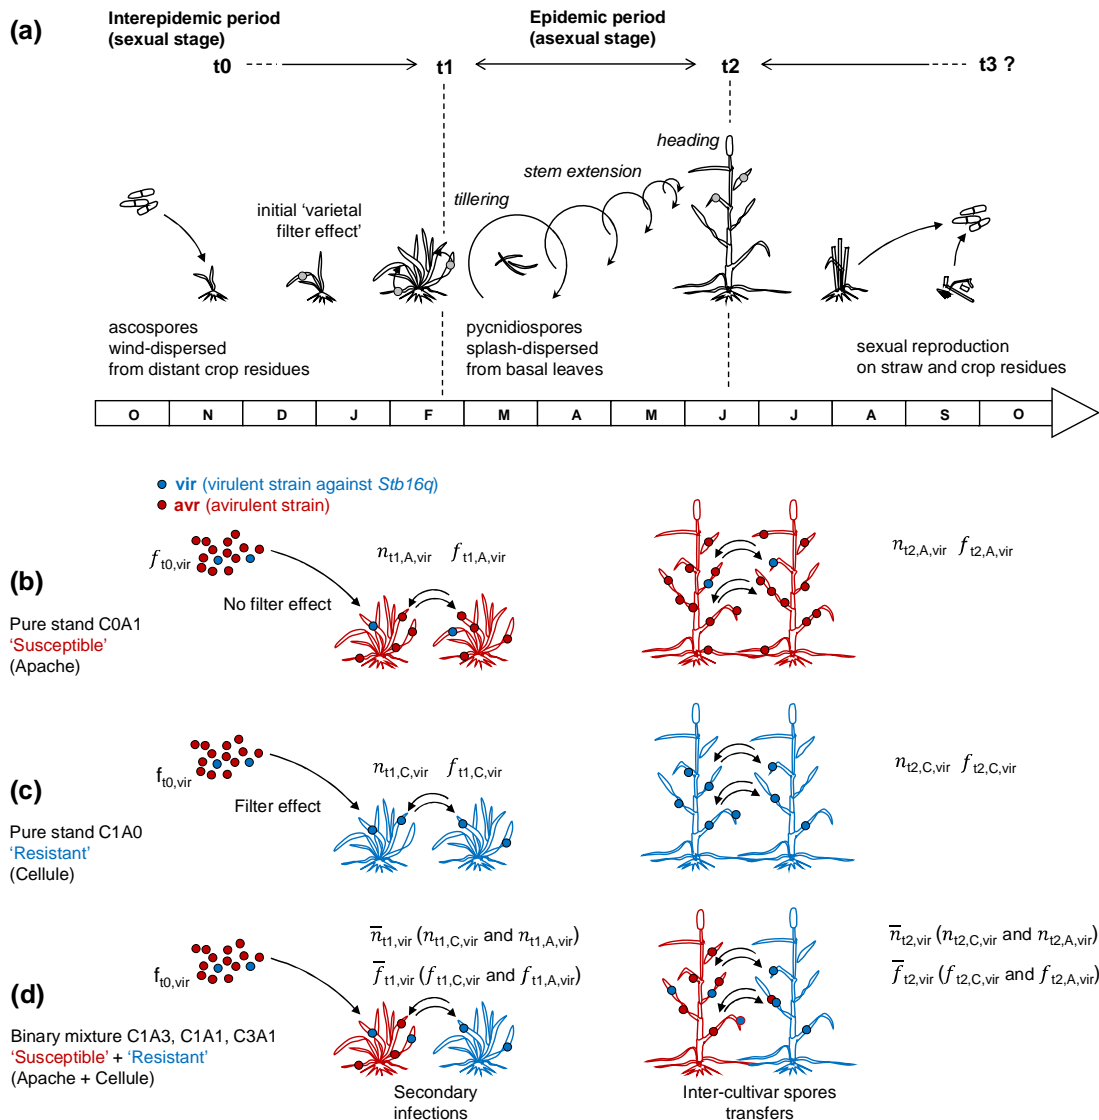 (a)
Interepidemic period
(sexual stage)
Epidemic period
(asexual stage)
t0
t1
t2
t3 ?
heading
stem extension
tillering
initial ‘varietal
filter effect’
ascospores
wind-dispersed
from distant crop residues
pycnidiospores
splash-dispersed
from basal leaves
sexual reproduction
on straw and crop residues
O N D J F M A M J J A S O
vir (virulent strain against Stb16q)
avr (avirulent strain)
(b)
f t0,vir
n t1,A,vir f t1,A,vir
n t2,A,vir f t2,A,vir
No filter effect
Pure stand C0A1
‘Susceptible’
(Apache)
(c)
f t0,vir
n t1,C,vir f t1,C,vir
n t2,C,vir f t2,C,vir
Filter effect
Pure stand C1A0
‘Resistant’
(Cellule)
(d)
f t0,vir
n̅ t1,vir (n t1,C,vir and n t1,A,vir)
f̅ t1,vir (f t1,C,vir and f t1,A,vir)
n̅ t2,vir (n t2,C,vir and n t2,A,vir)
f̅ t2,vir (f t2,C,vir and f t2,A,vir)
Binary mixture C1A3, C1A1, C3A1
‘Susceptible’ + ‘Resistant’
(Apache + Cellule)
Secondary
infections
Inter-cultivar spores
transfers